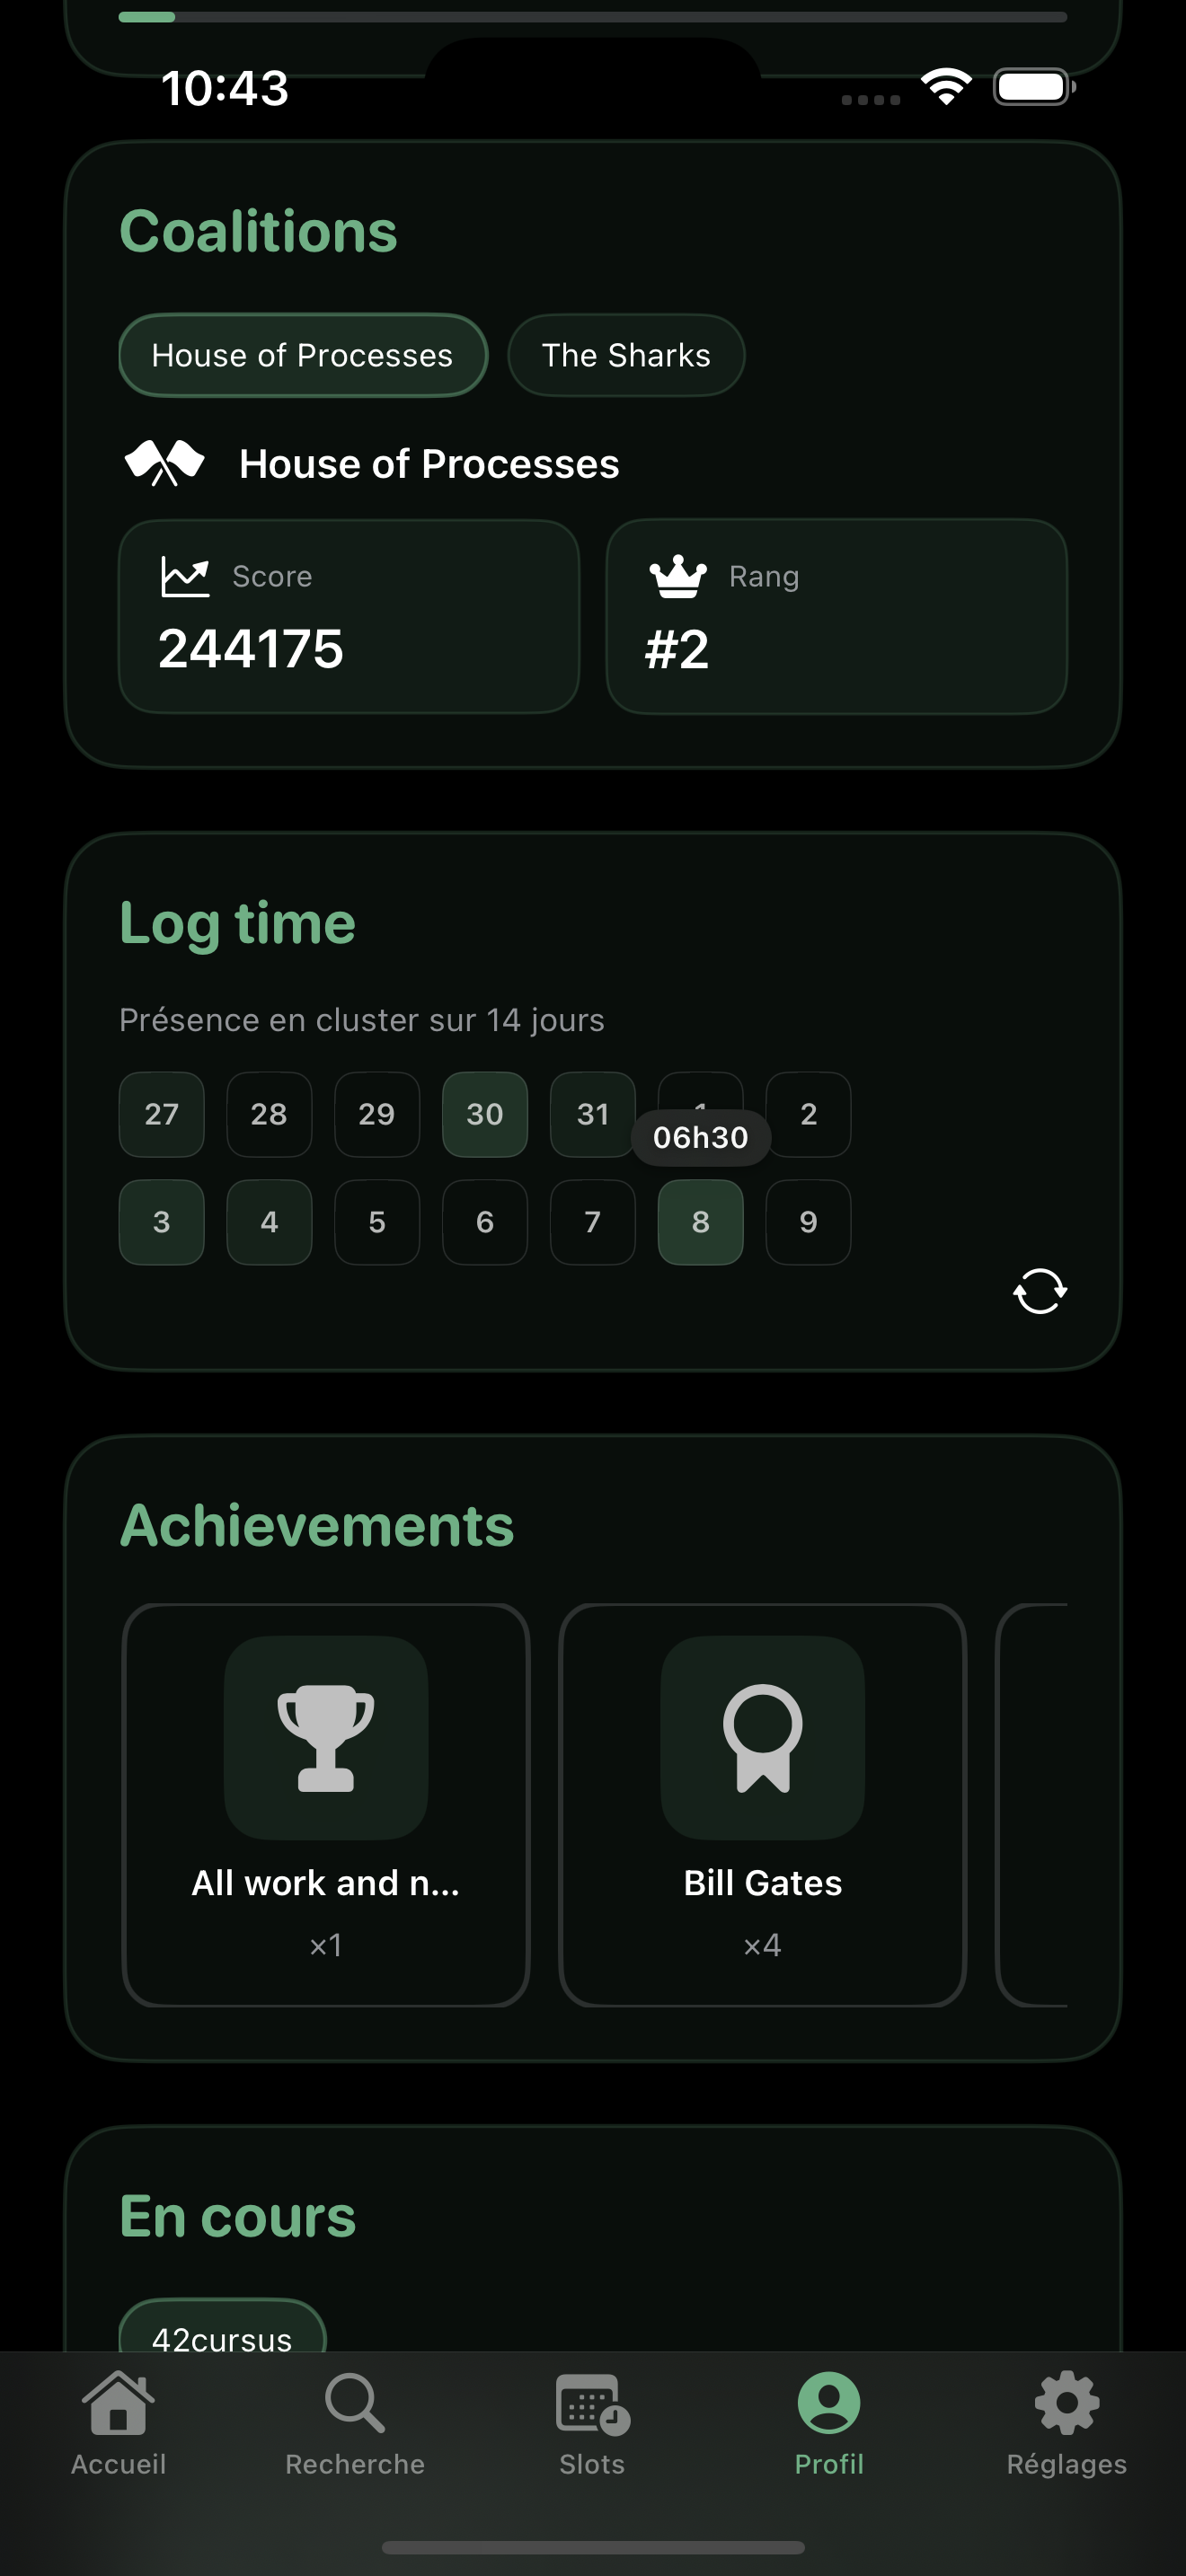 10:43
Coalitions
House of Processes The Sharks
House of Processes
Score Rang
244175 #2
Log time
Présence en cluster sur 14 jours
27 28 29 30 31 1 2
06h30
3 4 5 6 7 8 9
Achievements
All work and n... Bill Gates
×1 ×4
En cours
42cursus
Accueil Recherche Slots Profil Réglages